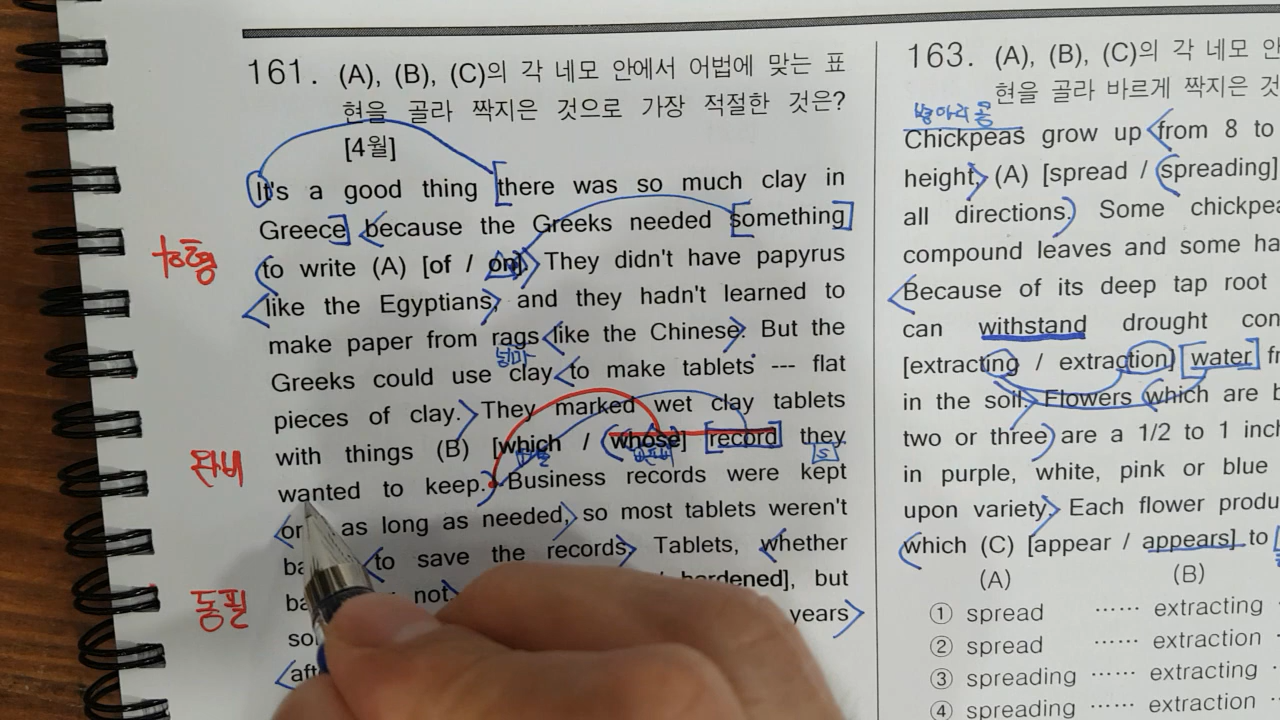 161. (A), (B), (C)의 각 네모 안에서 어법에 맞는 표
현을 골라 짝지은 것으로 가장 적절한 것은?
[4월]
It's a good thing [there was so much clay in
Greece] because the Greeks needed [something]
to형
to write (A) [of / on]. They didn't have papyrus
like the Egyptians, and they hadn't learned to
make paper from rags like the Chinese. But the
넝마
Greeks could use clay to make tablets --- flat
pieces of clay. They marked wet clay tablets
with things (B) [which / whose] [record] they
S
wanted to keep. Business records were kept
on as long as needed, so most tablets weren't
to save the records. Tablets, whether
not
hardened], but
동필
years
163. (A), (B), (C)의 각 네모 안
현을 골라 바르게 짝지은 것
병아리 콩
Chickpeas grow up from 8 to
height, (A) [spread / spreading]
all directions. Some chickpea
compound leaves and some ha
Because of its deep tap root
can withstand drought con
[extracting / extraction] [water] fr
in the soil. Flowers which are b
two or three are a 1/2 to 1 inch
in purple, white, pink or blue
upon variety. Each flower produ
which (C) [appear / appears] to
(A) (B)
① spread ...... extracting
② spread ...... extraction
③ spreading ...... extracting
④ spreading ...... extraction